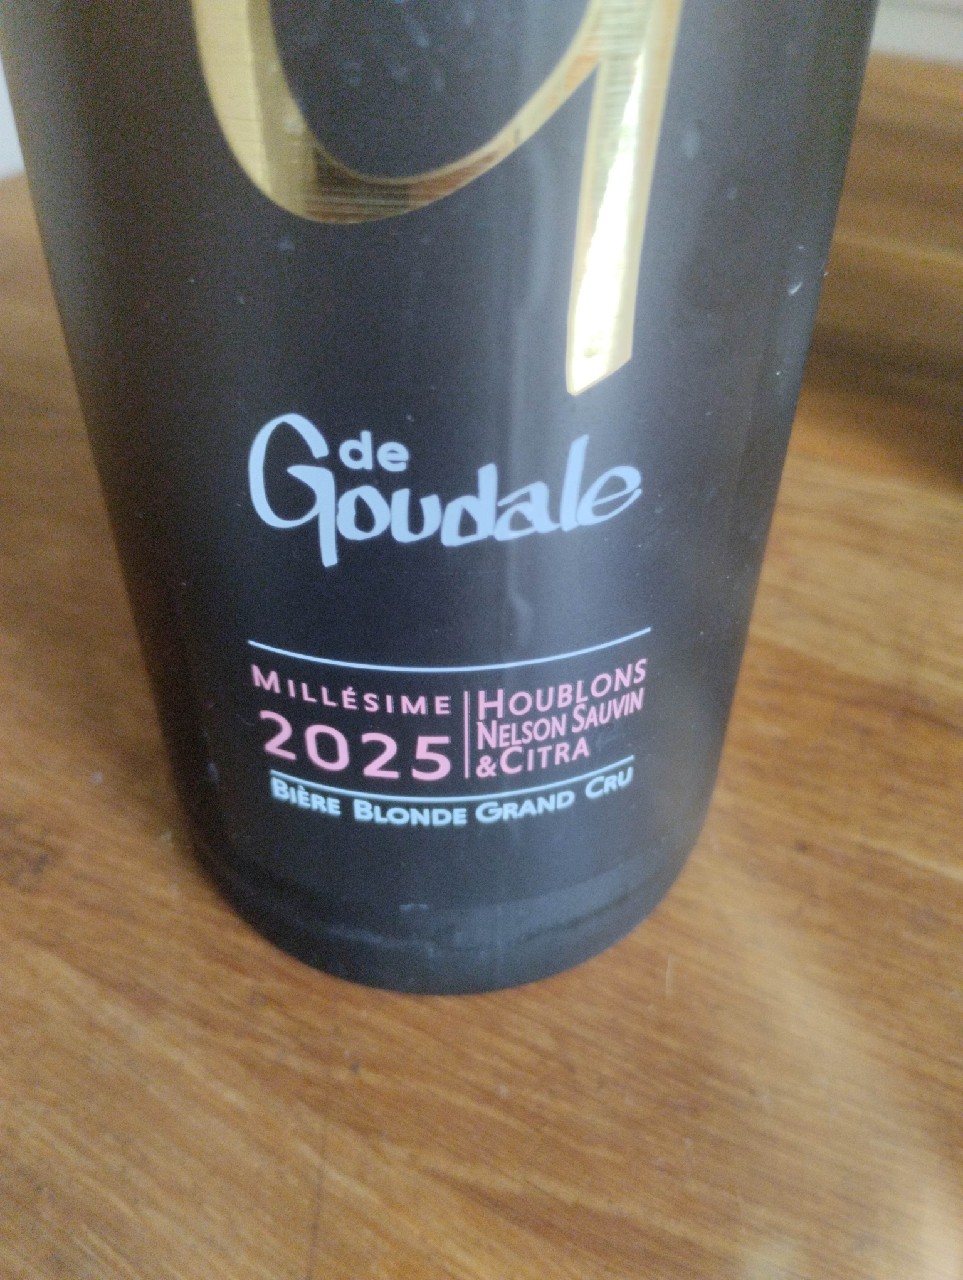 G
de
Goudale
MILLÉSIME
2025
HOUBLONS
NELSON SAUVIN
& CITRA
BIÈRE BLONDE GRAND CRU